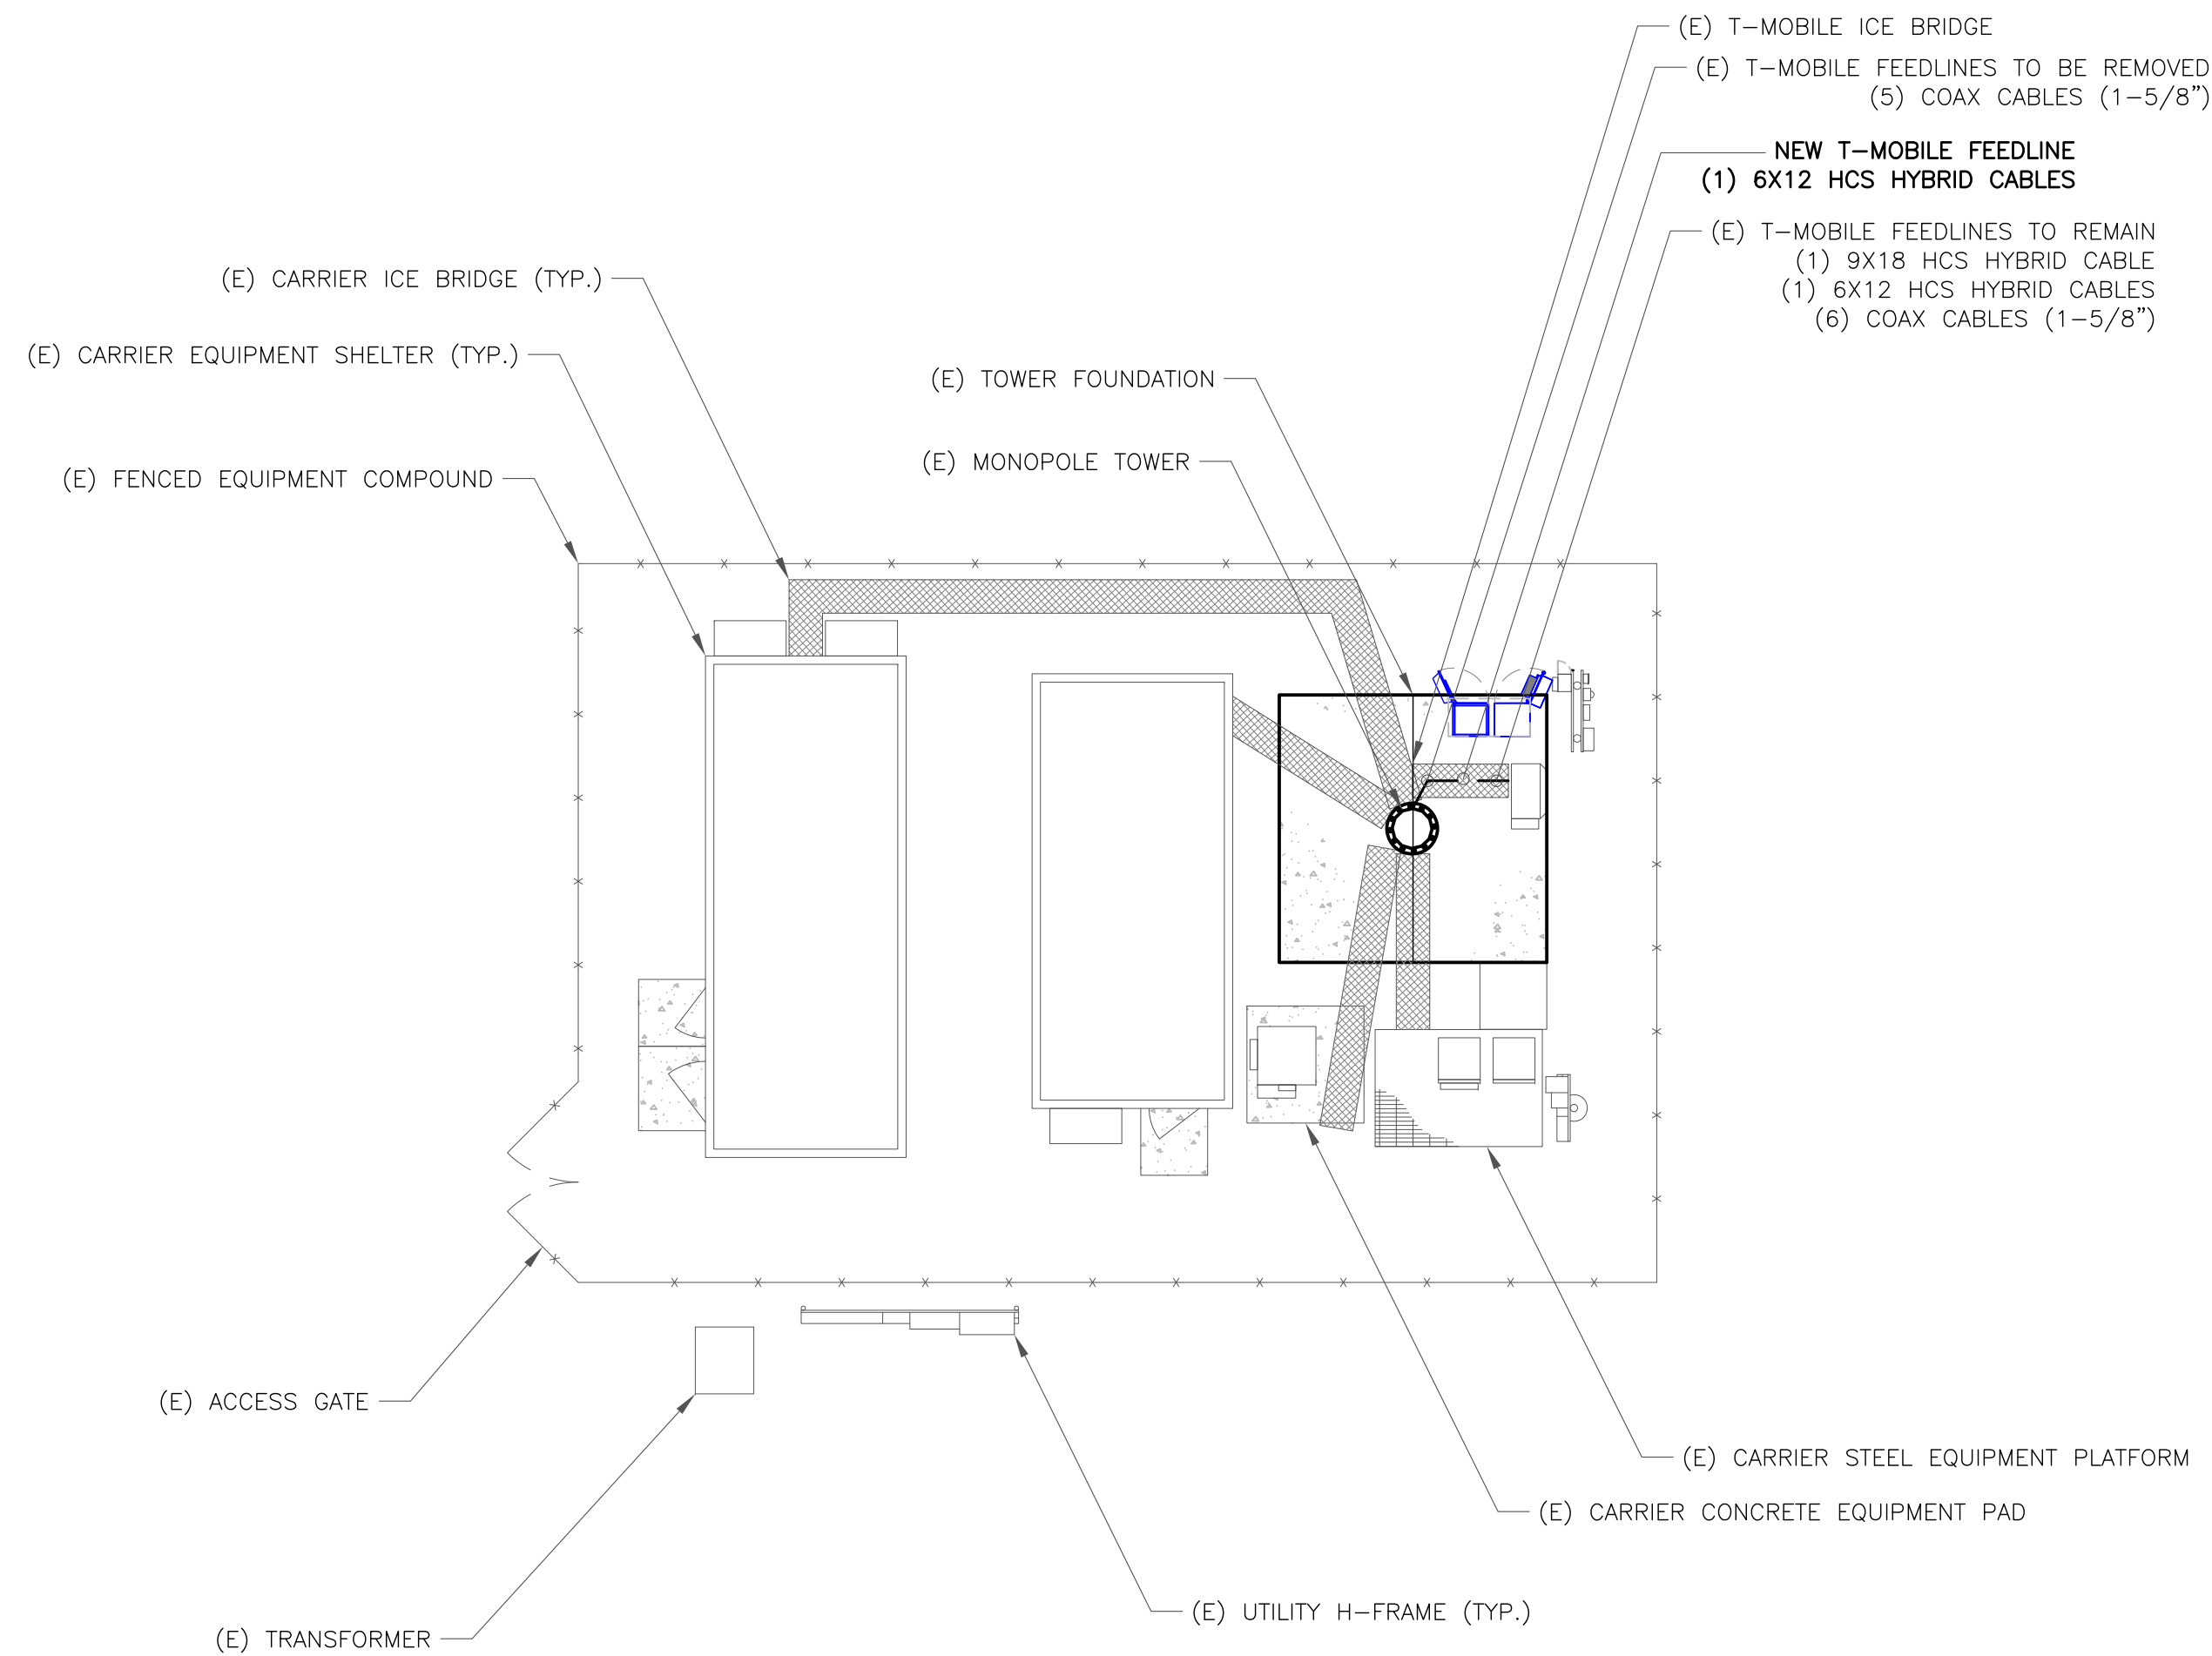 (E) T-MOBILE ICE BRIDGE
(E) T-MOBILE FEEDLINES TO BE REMOVED
(5) COAX CABLES (1-5/8")
NEW T-MOBILE FEEDLINE
(1) 6X12 HCS HYBRID CABLES
(E) T-MOBILE FEEDLINES TO REMAIN
(1) 9X18 HCS HYBRID CABLE
(1) 6X12 HCS HYBRID CABLES
(6) COAX CABLES (1-5/8")
(E) CARRIER ICE BRIDGE (TYP.)
(E) CARRIER EQUIPMENT SHELTER (TYP.)
(E) TOWER FOUNDATION
(E) MONOPOLE TOWER
(E) FENCED EQUIPMENT COMPOUND
(E) ACCESS GATE
(E) CARRIER STEEL EQUIPMENT PLATFORM
(E) CARRIER CONCRETE EQUIPMENT PAD
(E) UTILITY H-FRAME (TYP.)
(E) TRANSFORMER